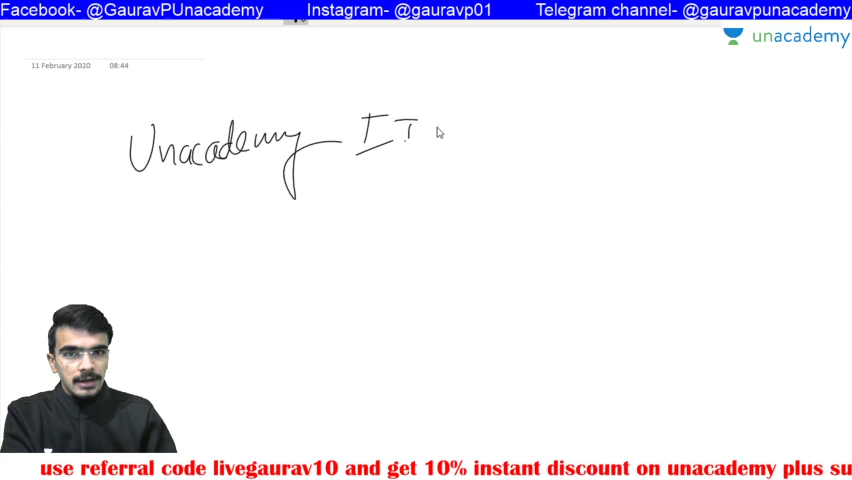 Facebook- @GauravPUnacademy Instagram- @gauravp01 Telegram channel- @gauravpunacademy
unacademy
11 February 2020 08:44
Unacademy II
use referral code livegaurav10 and get 10% instant discount on unacademy plus su